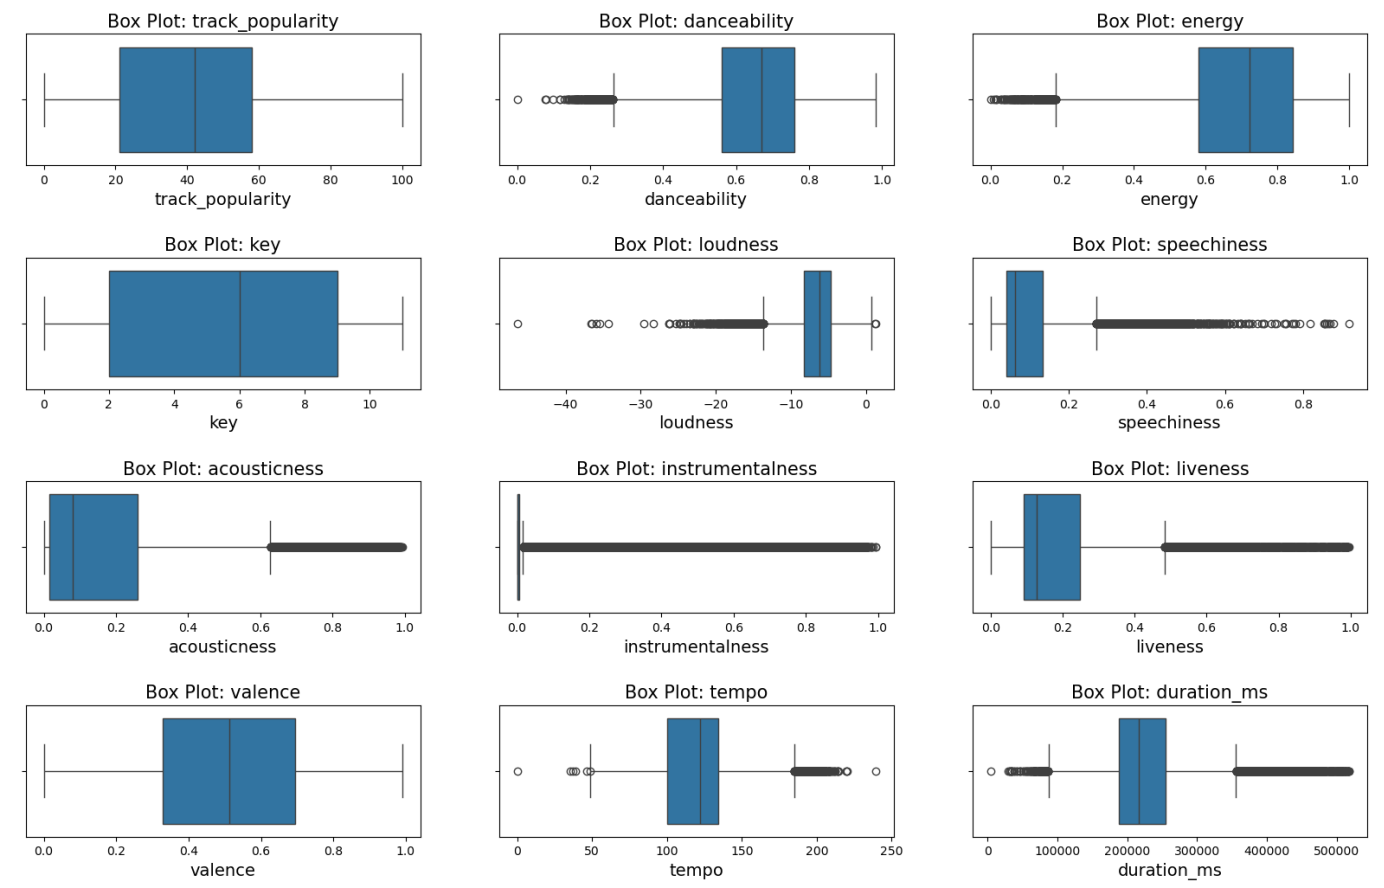 Box Plot: track_popularity
Box Plot: danceability
Box Plot: energy
0 20 40 60 80 100
0.0 0.2 0.4 0.6 0.8 1.0
0.0 0.2 0.4 0.6 0.8 1.0
track_popularity
danceability
energy
Box Plot: key
Box Plot: loudness
Box Plot: speechiness
0 2 4 6 8 10
−40 −30 −20 −10 0
0.0 0.2 0.4 0.6 0.8
key
loudness
speechiness
Box Plot: acousticness
Box Plot: instrumentalness
Box Plot: liveness
0.0 0.2 0.4 0.6 0.8 1.0
0.0 0.2 0.4 0.6 0.8 1.0
0.0 0.2 0.4 0.6 0.8 1.0
acousticness
instrumentalness
liveness
Box Plot: valence
Box Plot: tempo
Box Plot: duration_ms
0.0 0.2 0.4 0.6 0.8 1.0
0 50 100 150 200 250
0 100000 200000 300000 400000 500000
valence
tempo
duration_ms